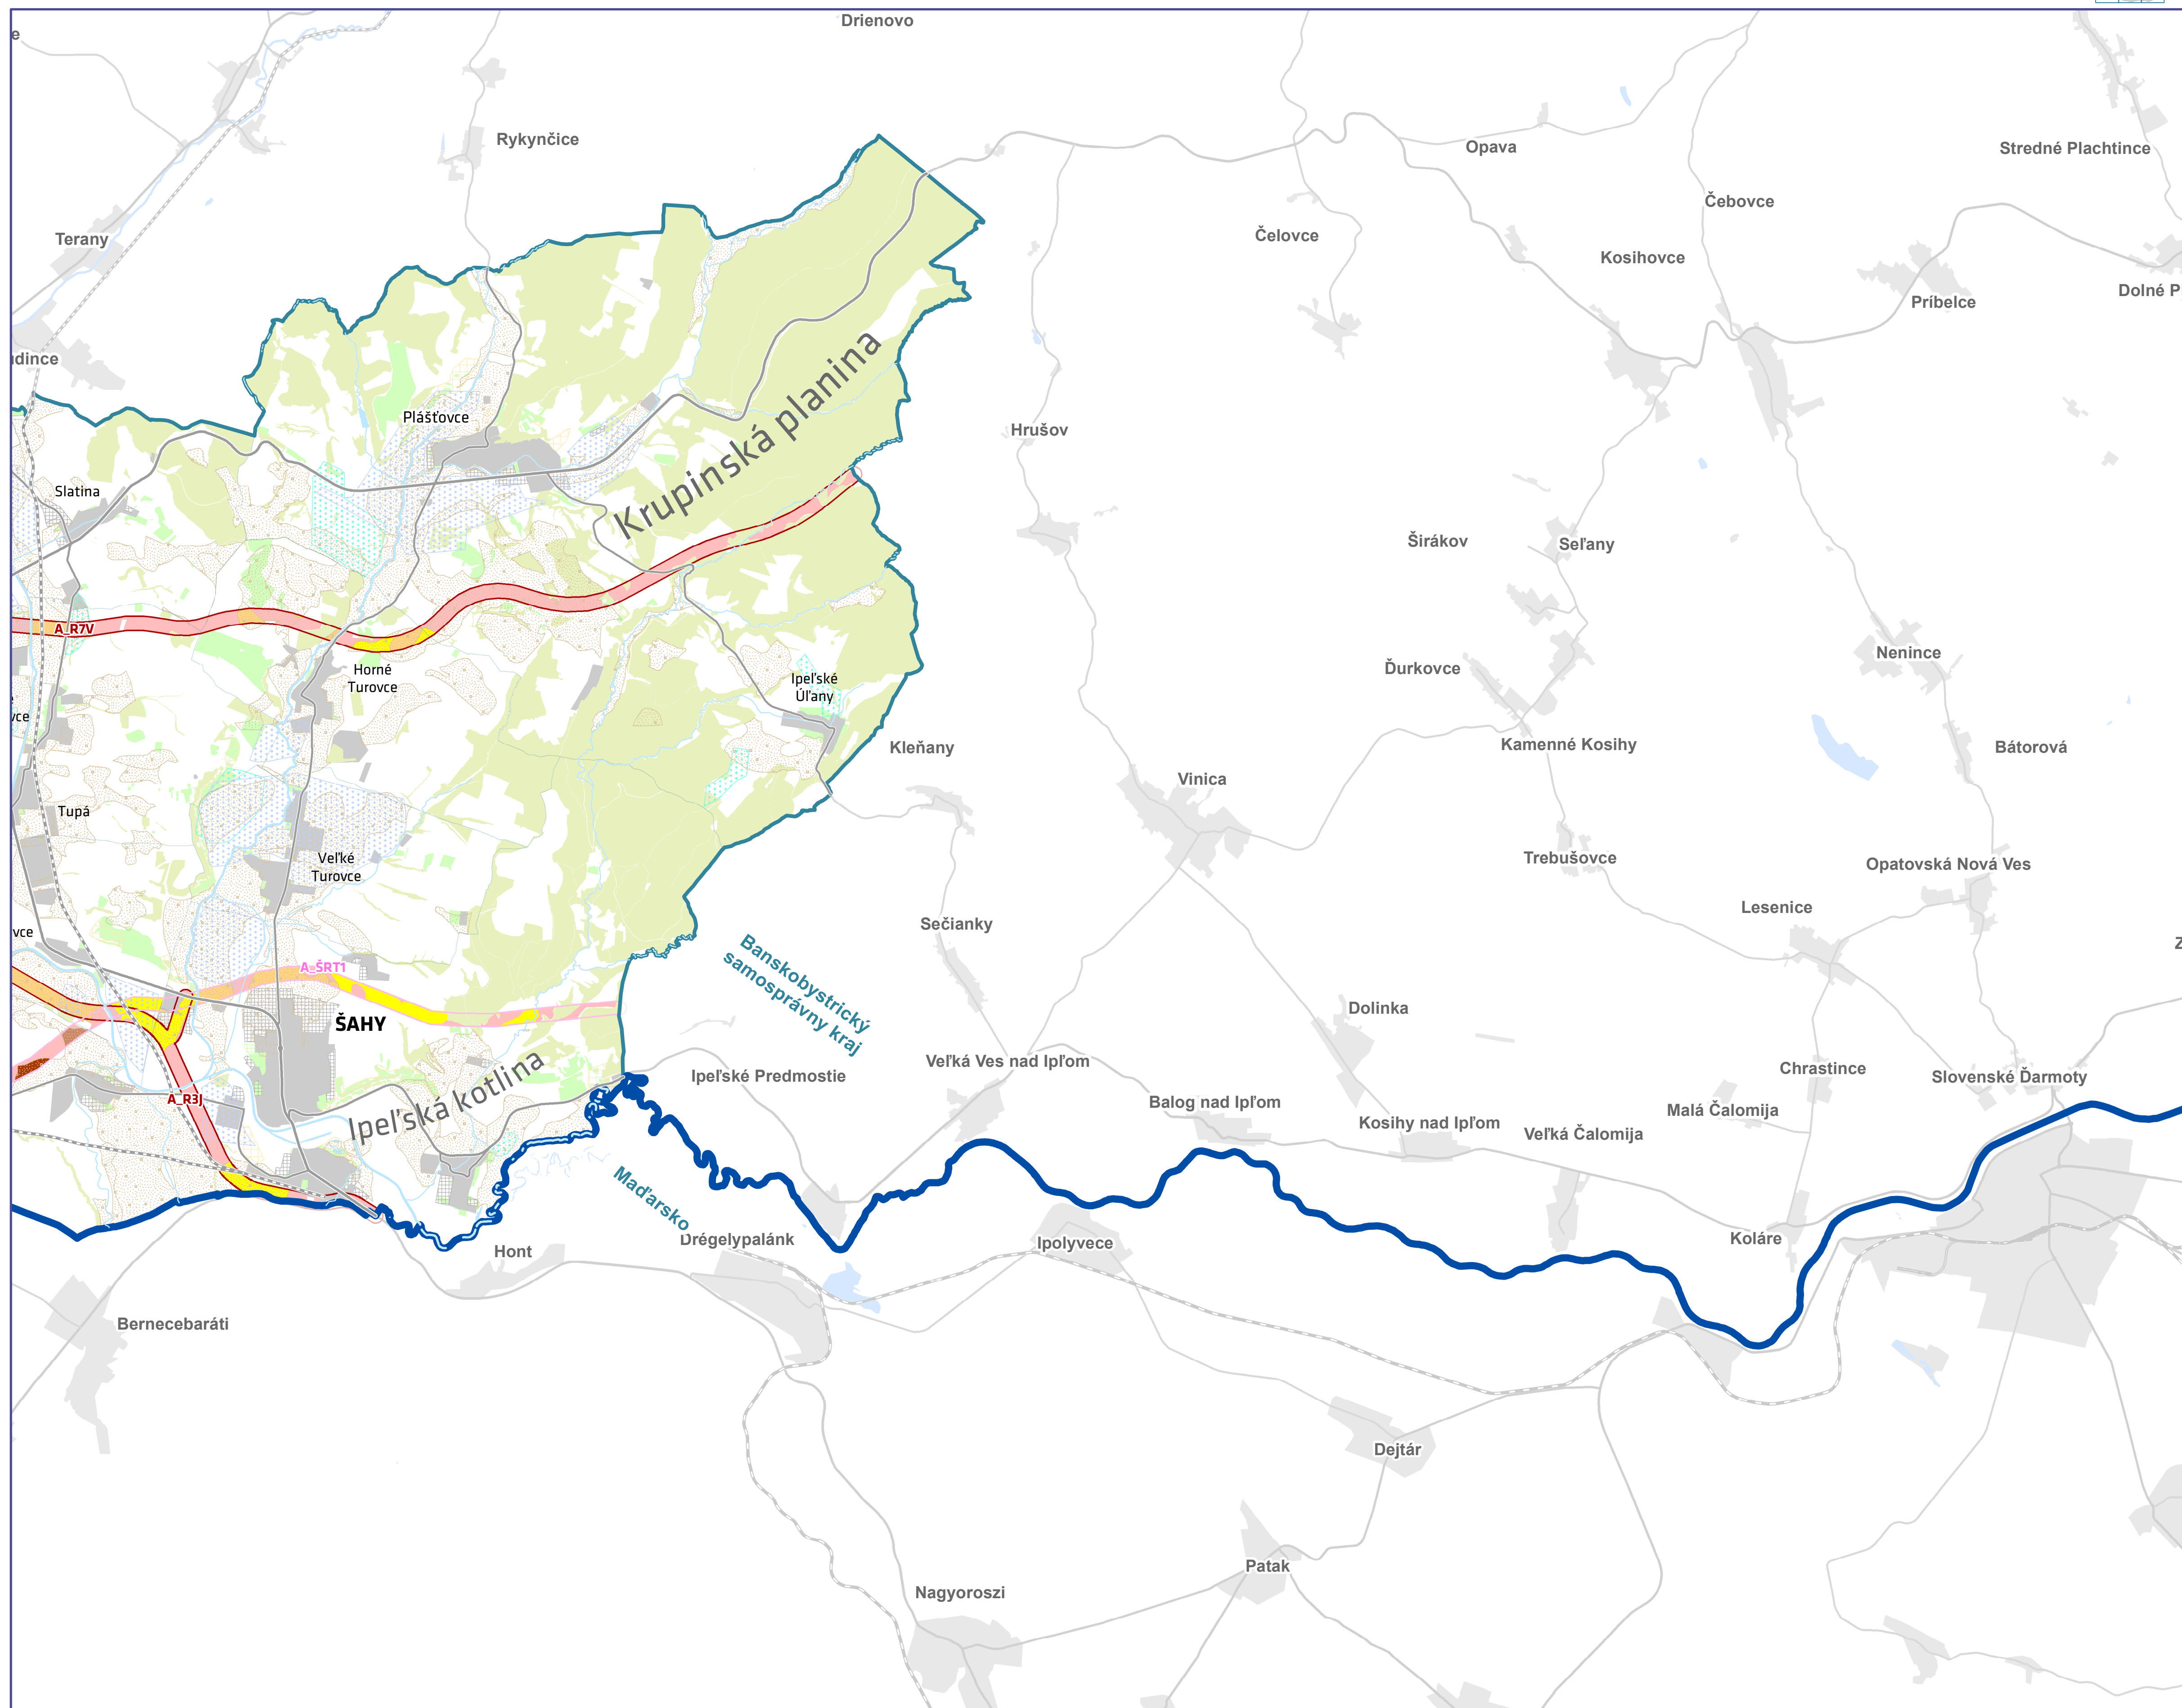 Drienovo
e
Rykynčice
Opava
Stredné Plachtince
Čebovce
Terany
Čelovce
Kosihovce
Dolné P
Príbelce
udince
Krupinská planina
Plášťovce
Hrušov
Slatina
Širákov
Seľany
A_R7V
Horné
Turovce
Ipeľské
Úľany
Ďurkovce
Nenince
vce
Kleňany
Kamenné Kosihy
Bátorová
Vinica
Tupá
Veľké
Turovce
Trebušovce
Opatovská Nová Ves
Lesenice
Sečianky
vce
Z
Banskobystrický
samosprávny kraj
A_ŠRT1
ŠAHY
Dolinka
Veľká Ves nad Ipľom
Chrastince
Ipeľské Predmostie
Slovenské Ďarmoty
A_R3J
Ipeľská kotlina
Balog nad Ipľom
Malá Čalomija
Kosihy nad Ipľom
Veľká Čalomija
Maďarsko
Drégelypalánk
Hont
Ipolyvece
Koláre
Bernecebaráti
Dejtár
Patak
Nagyoroszi